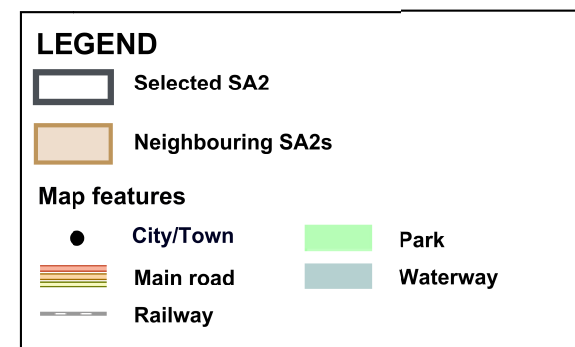 LEGEND
Selected SA2
Neighbouring SA2s
Map features
City/Town
Park
Main road
Waterway
Railway